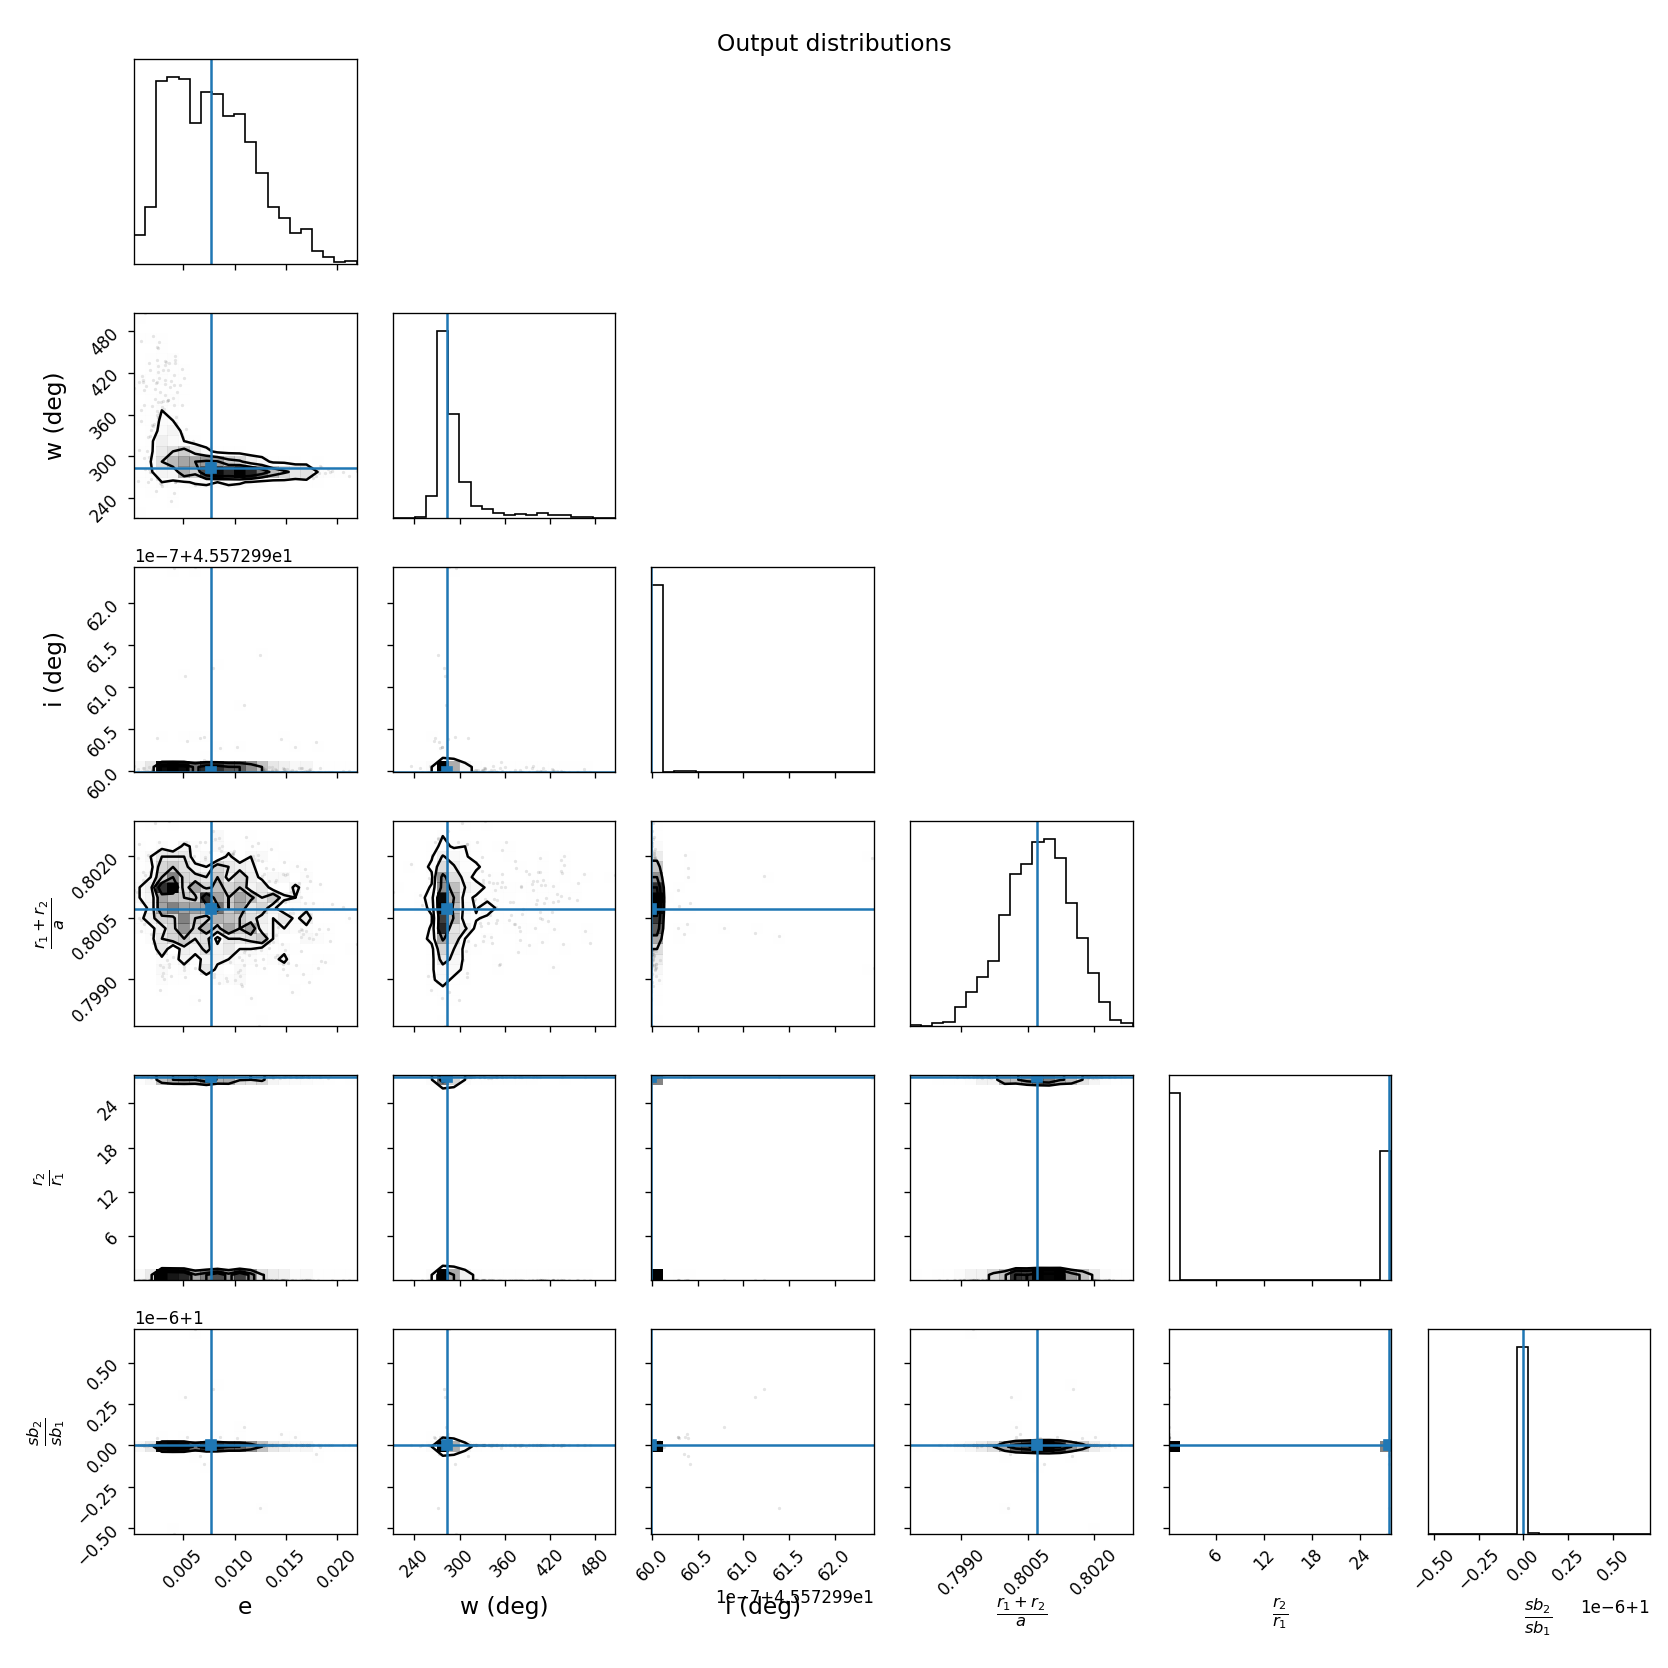 Output distributions
w (deg)
480
420
360
300
240
1e−7+4.557299e1
i (deg)
62.0
61.5
61.0
60.5
60.0
r₁ + r₂
a
0.8020
0.8005
0.7990
r₂
r₁
24
18
12
6
1e−6+1
sb₂
sb₁
0.50
0.25
0.00
−0.25
−0.50
0.005 0.010 0.015 0.020
e
240 300 360 420 480
w (deg)
60.0 60.5 61.0 61.5 62.0
1e−7+4.557299e1
i (deg)
0.7990 0.8005 0.8020
r₁ + r₂
a
6 12 18 24
r₂
r₁
−0.50 −0.25 0.00 0.25 0.50
1e−6+1
sb₂
sb₁